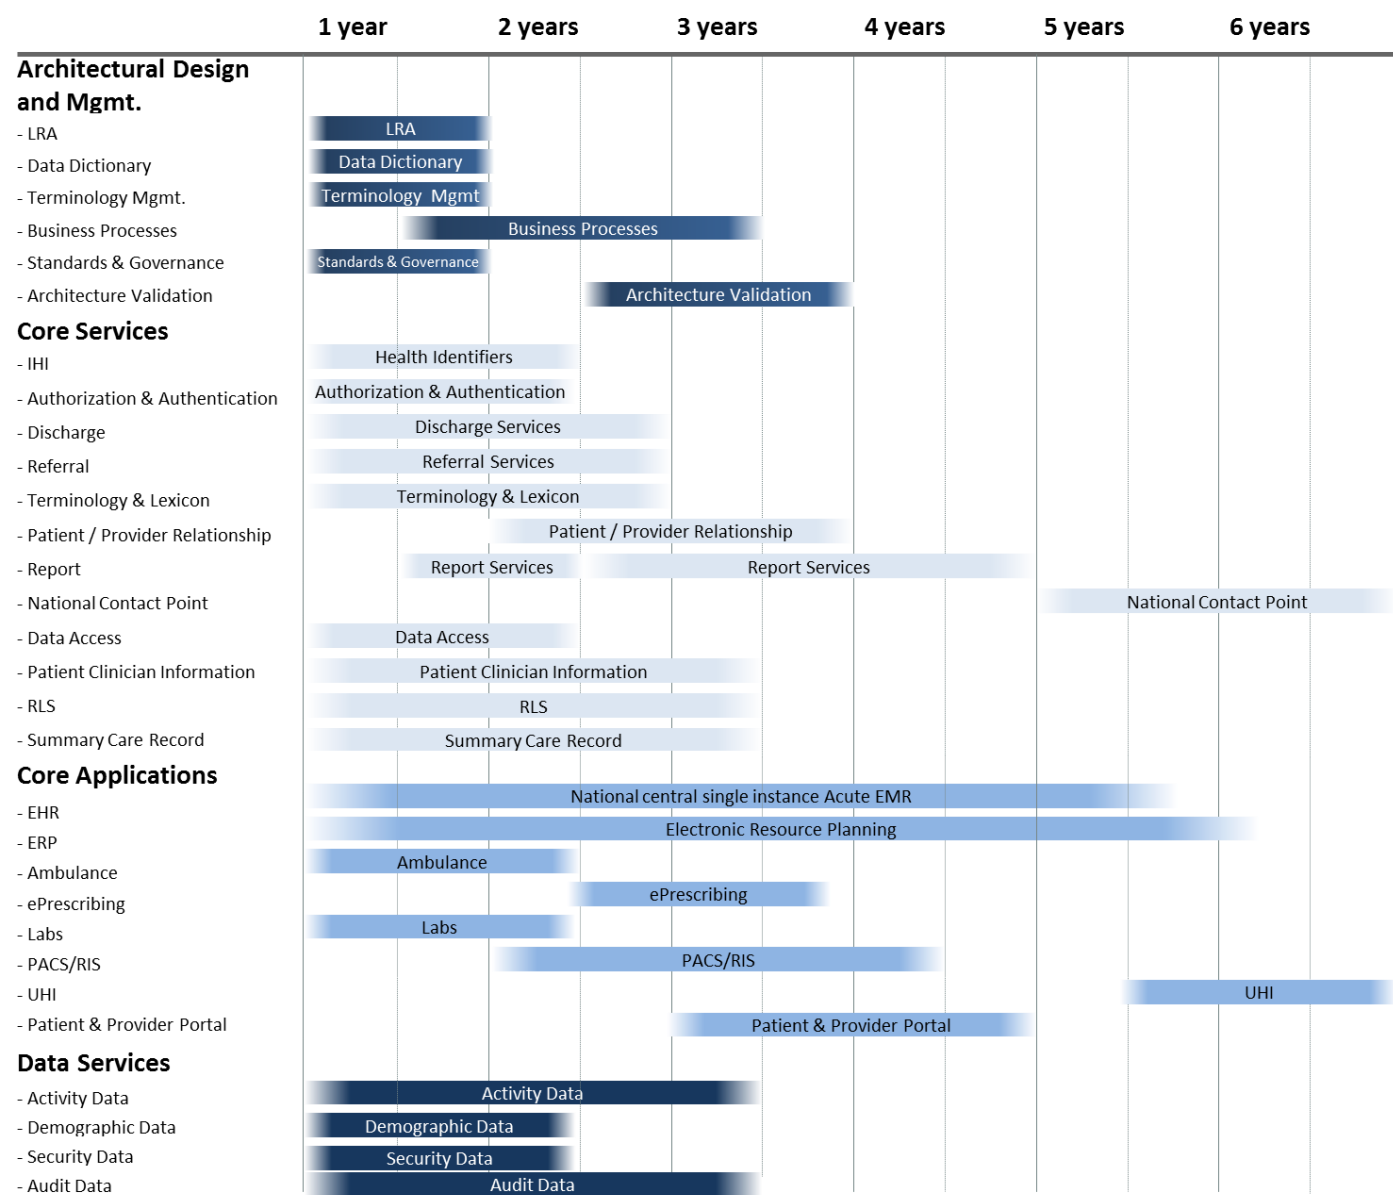 1 year 2 years 3 years 4 years 5 years 6 years
Architectural Design
and Mgmt.
- LRA LRA
- Data Dictionary Data Dictionary
- Terminology Mgmt. Terminology Mgmt
- Business Processes Business Processes
- Standards & Governance Standards & Governance
- Architecture Validation Architecture Validation
Core Services
- IHI Health Identifiers
- Authorization & Authentication Authorization & Authentication
- Discharge Discharge Services
- Referral Referral Services
- Terminology & Lexicon Terminology & Lexicon
- Patient / Provider Relationship Patient / Provider Relationship
- Report Report Services Report Services
- National Contact Point National Contact Point
- Data Access Data Access
- Patient Clinician Information Patient Clinician Information
- RLS RLS
- Summary Care Record Summary Care Record
Core Applications
- EHR National central single instance Acute EMR
- ERP Electronic Resource Planning
- Ambulance Ambulance
- ePrescribing ePrescribing
- Labs Labs
- PACS/RIS PACS/RIS
- UHI UHI
- Patient & Provider Portal Patient & Provider Portal
Data Services
- Activity Data Activity Data
- Demographic Data Demographic Data
- Security Data Security Data
- Audit Data Audit Data